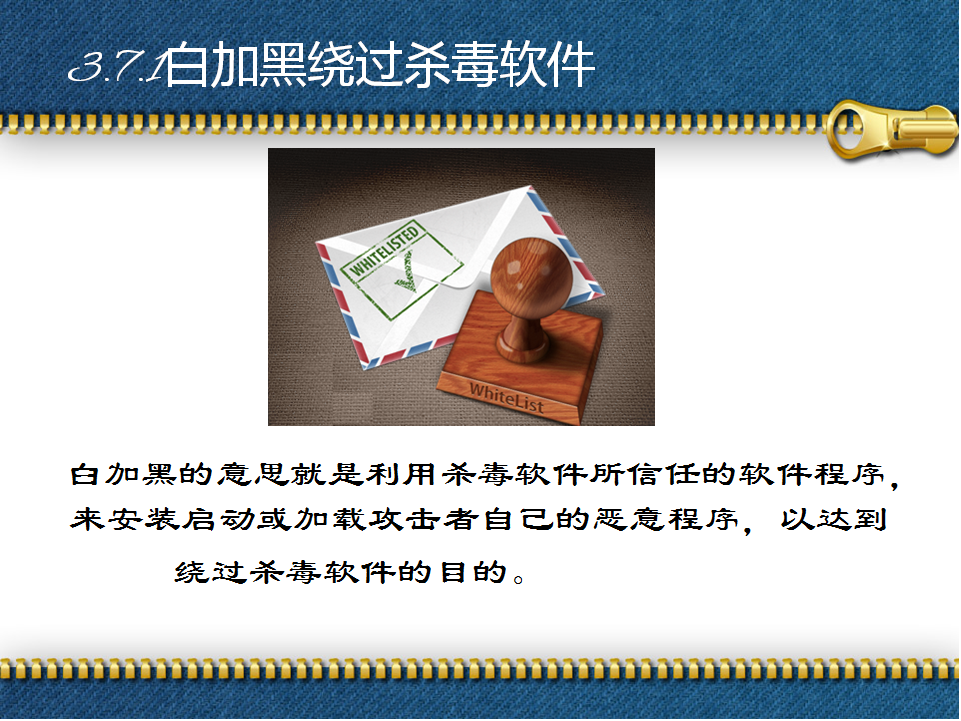 3.7.1白加黑绕过杀毒软件
WHITELISTED
WhiteList
白加黑的意思就是利用杀毒软件所信任的软件程序，
来安装启动或加载攻击者自己的恶意程序，以达到
绕过杀毒软件的目的。